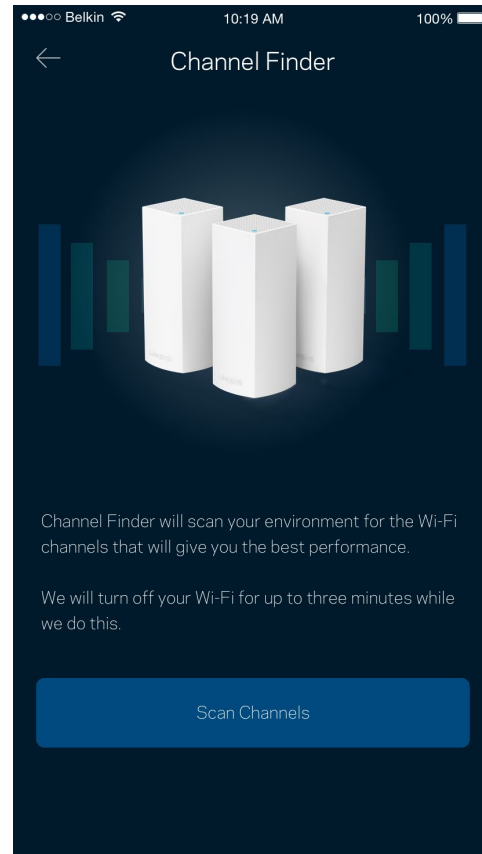 Belkin 10:19 AM 100%
Channel Finder
Channel Finder will scan your environment for the Wi-Fi
channels that will give you the best performance.
We will turn off your Wi-Fi for up to three minutes while
we do this.
Scan Channels